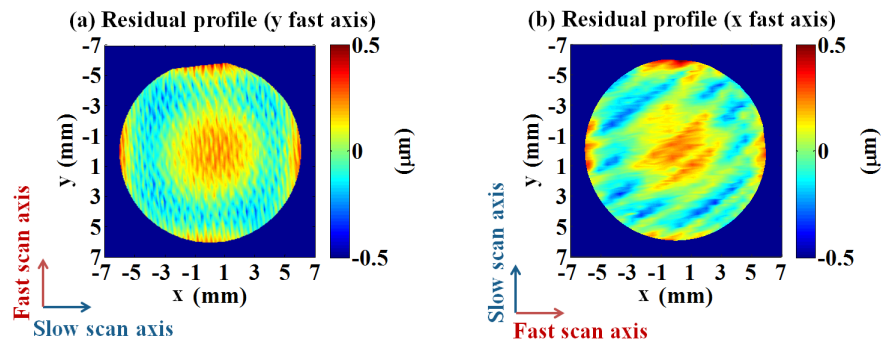 (a) Residual profile (y fast axis)
-7
-5
-3
-1
1
3
5
7
y (mm)
-7 -5 -3 -1 1 3 5 7
x (mm)
0.5
0
-0.5
(μm)
Fast scan axis
Slow scan axis
(b) Residual profile (x fast axis)
-7
-5
-3
-1
1
3
5
7
y (mm)
-7 -5 -3 -1 1 3 5 7
x (mm)
0.5
0
-0.5
(μm)
Slow scan axis
Fast scan axis